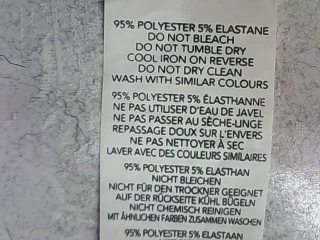 95% POLYESTER 5% ELASTANE
DO NOT BLEACH
DO NOT TUMBLE DRY
COOL IRON ON REVERSE
DO NOT DRY CLEAN
WASH WITH SIMILAR COLOURS
95% POLYESTER 5% ÉLASTHANNE
NE PAS UTILISER D'EAU DE JAVEL
NE PAS PASSER AU SÈCHE-LINGE
REPASSAGE DOUX SUR L'ENVERS
NE PAS NETTOYER À SEC
LAVER AVEC DES COULEURS SIMILAIRES
95% POLYESTER 5% ELASTHAN
NICHT BLEICHEN
NICHT FÜR DEN TROCKNER GEEIGNET
AUF DER RÜCKSEITE KÜHL BÜGELN
NICHT CHEMISCH REINIGEN
MIT ÄHNLICHEN FARBEN ZUSAMMEN WASCHEN
95% POLYESTER 5% ELASTAAN